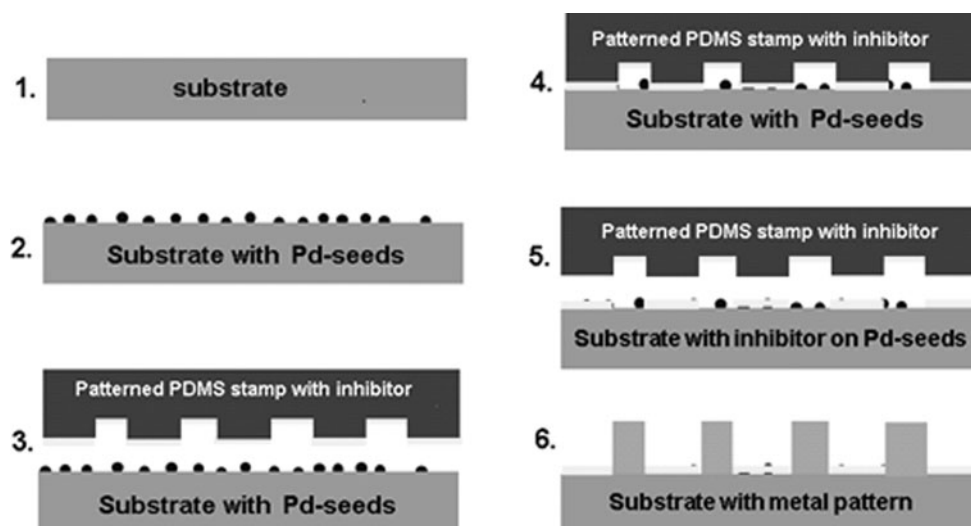 1.
substrate
2.
Substrate with Pd-seeds
3.
Patterned PDMS stamp with inhibitor
Substrate with Pd-seeds
4.
Patterned PDMS stamp with inhibitor
Substrate with Pd-seeds
5.
Patterned PDMS stamp with inhibitor
Substrate with inhibitor on Pd-seeds
6.
Substrate with metal pattern